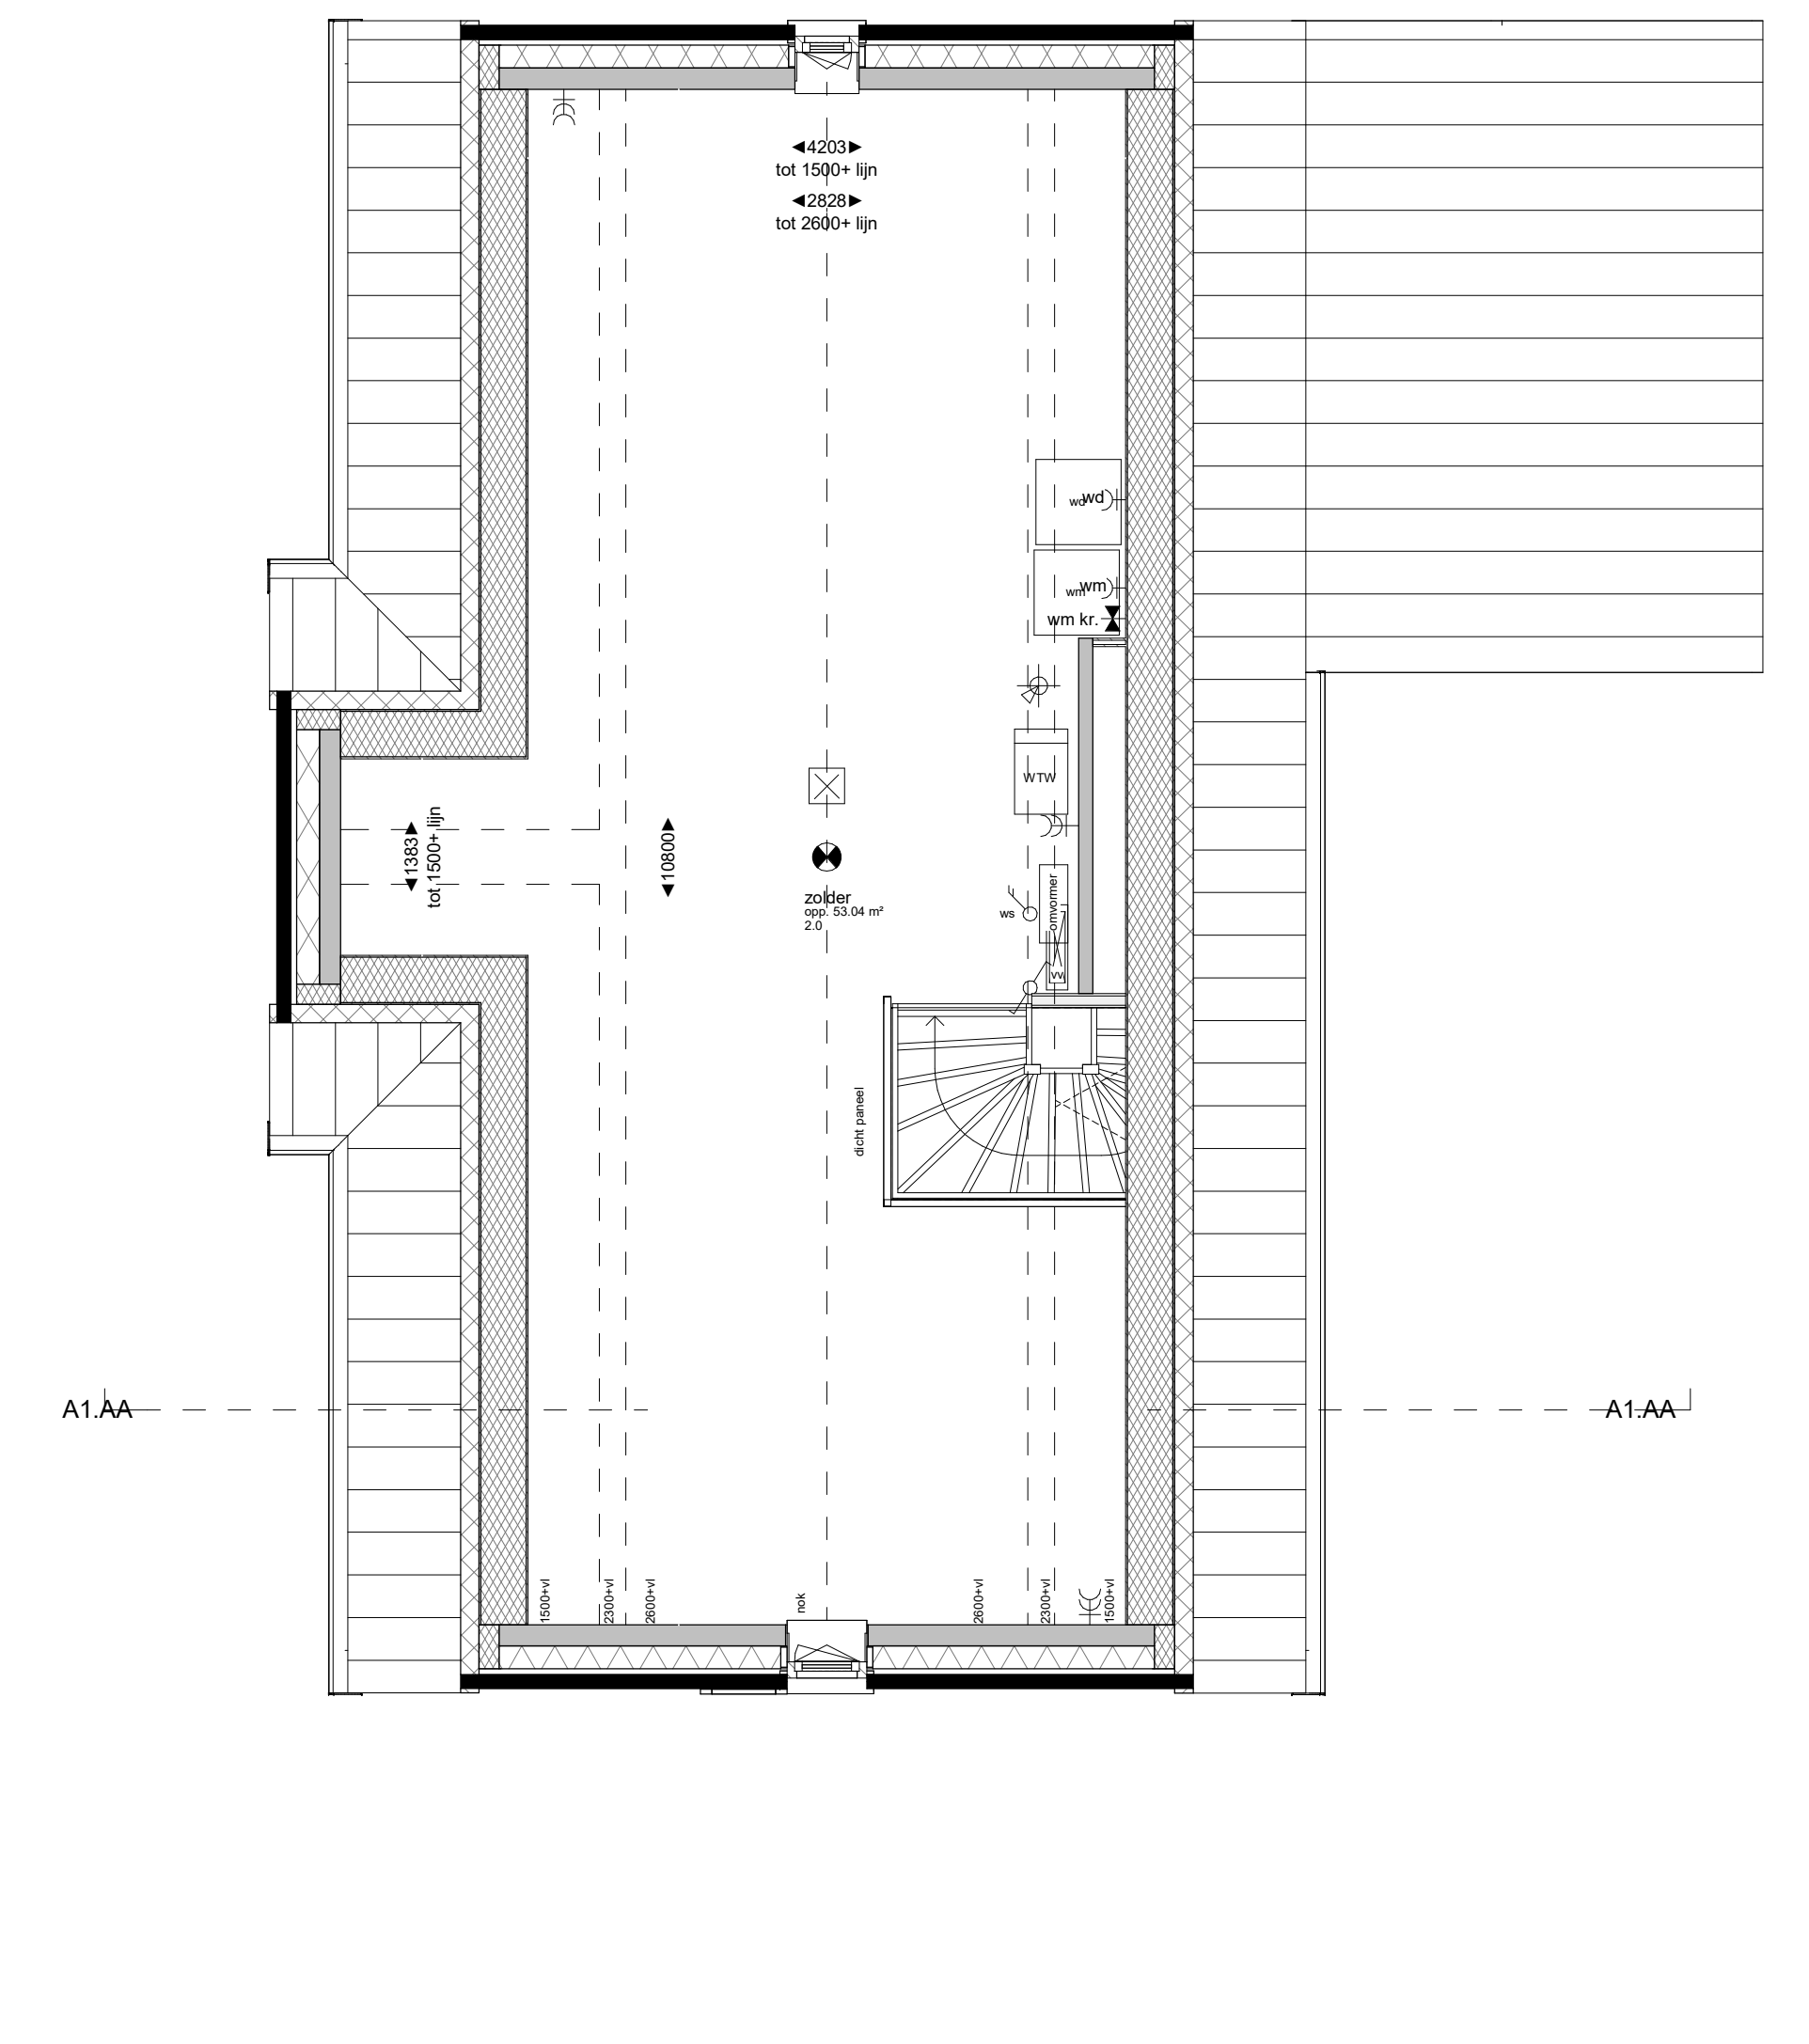 ◄4203►
tot 1500+ lijn
◄2828►
tot 2600+ lijn
wd
wd
wm
wm
wm kr.
WTW
◄1383►
tot 1500+ lijn
◄10800►
zolder
opp. 53.04 m²
2.0
ws
omvormer
vv
dicht paneel
A1.AA
A1.AA
1500+vl
2300+vl
2600+vl
nok
2600+vl
2300+vl
1500+vl